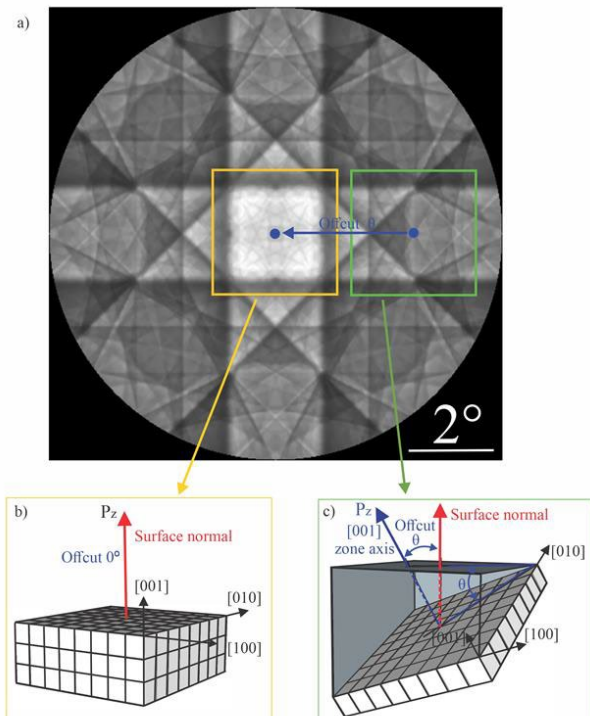 a)
Offcut θ
2°
b)
Pz
Surface normal
Offcut 0°
[001]
[010]
[100]
c)
Pz
[001]
zone axis
Offcut
θ
Surface normal
[010]
θ
[001]
[100]